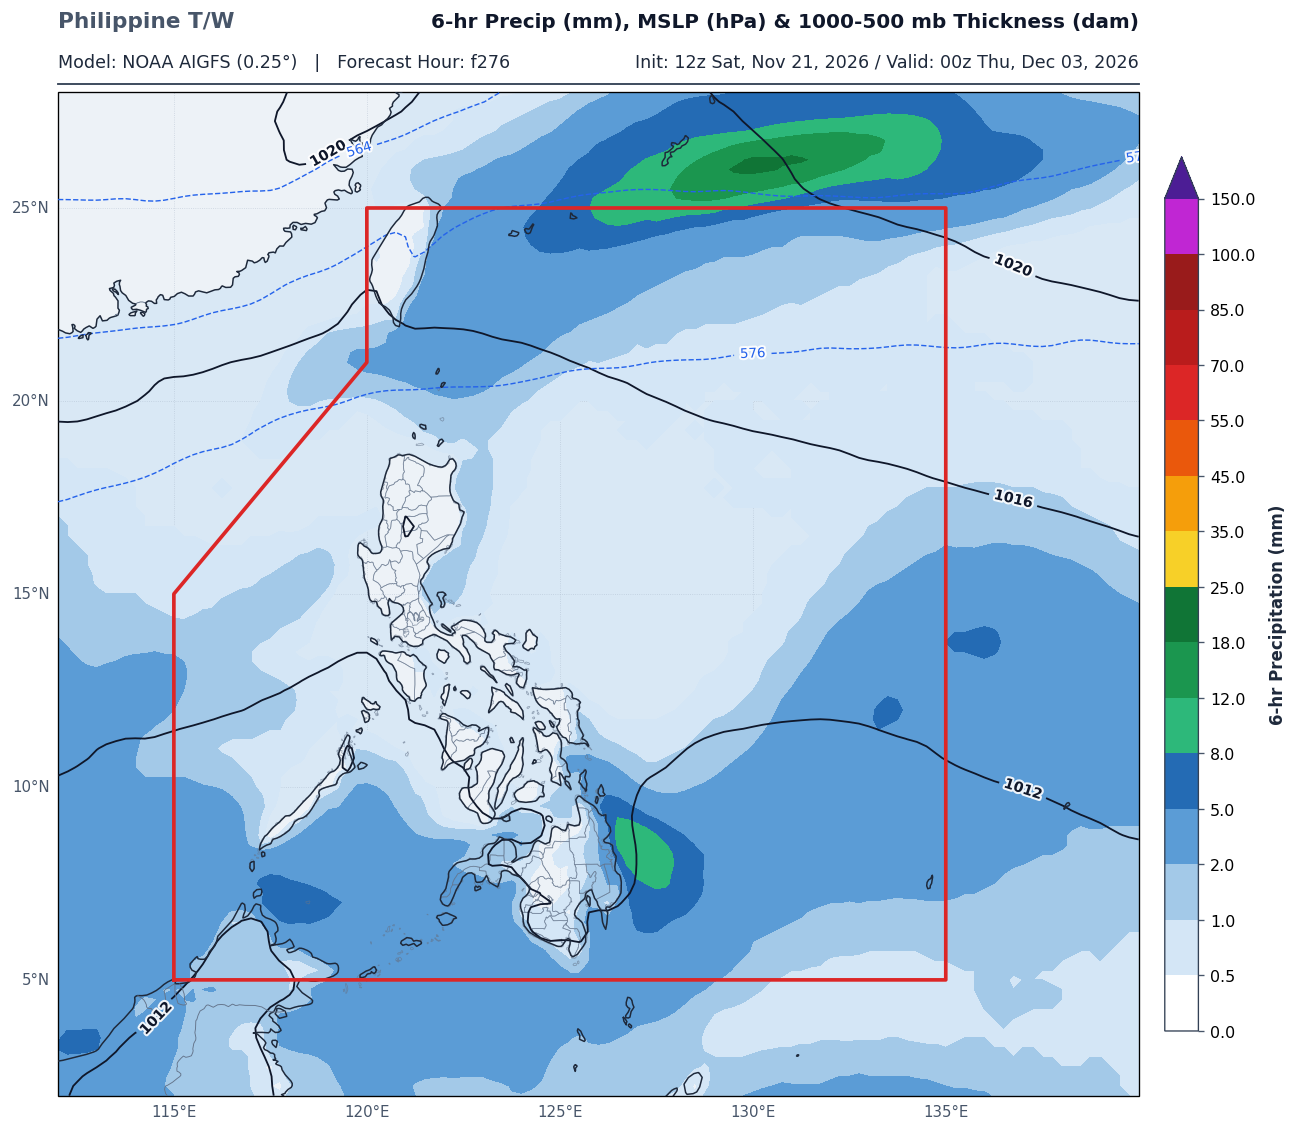 Philippine T/W
6-hr Precip (mm), MSLP (hPa) & 1000-500 mb Thickness (dam)
Model: NOAA AIGFS (0.25°) | Forecast Hour: f276
Init: 12z Sat, Nov 21, 2026 / Valid: 00z Thu, Dec 03, 2026
1020
564
57
25°N
1020
576
20°N
1016
15°N
10°N
1012
5°N
1012
115°E
120°E
125°E
130°E
135°E
150.0
100.0
85.0
70.0
55.0
45.0
35.0
25.0
18.0
12.0
8.0
5.0
2.0
1.0
0.5
0.0
6-hr Precipitation (mm)